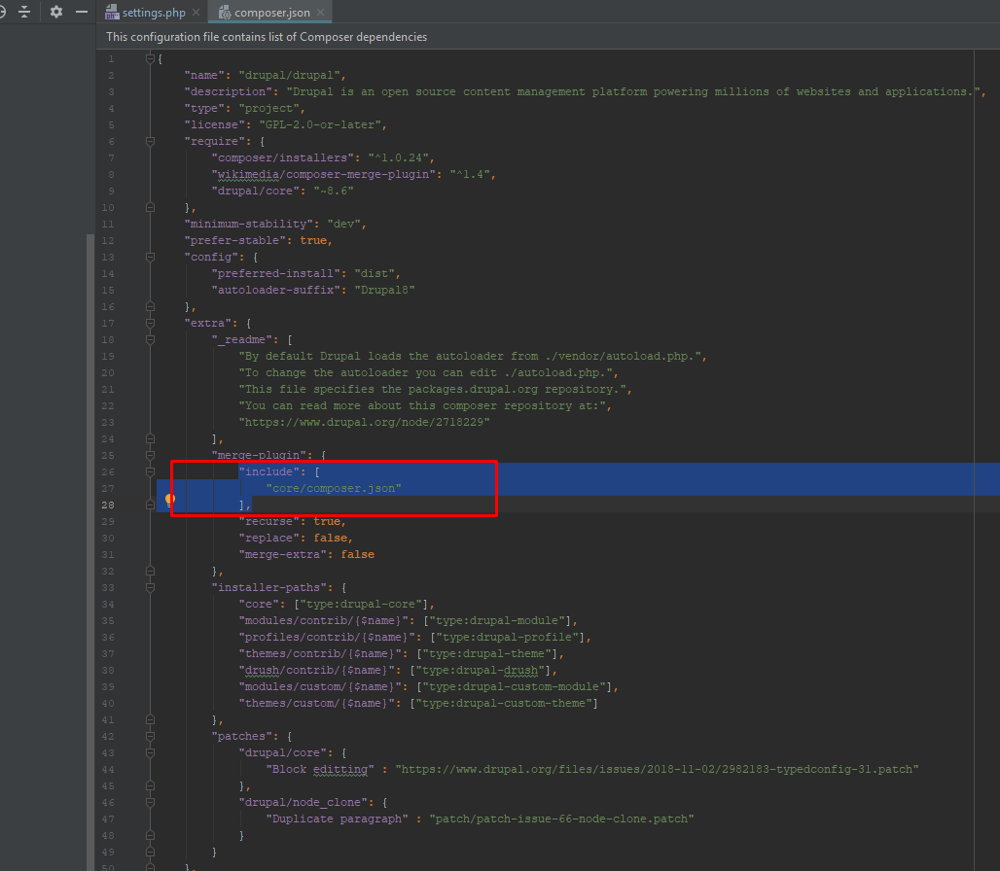 settings.php
composer.json
This configuration file contains list of Composer dependencies
1 {
2 "name": "drupal/drupal",
3 "description": "Drupal is an open source content management platform powering millions of websites and applications.",
4 "type": "project",
5 "license": "GPL-2.0-or-later",
6 "require": {
7 "composer/installers": "^1.0.24",
8 "wikimedia/composer-merge-plugin": "^1.4",
9 "drupal/core": "~8.6"
10 },
11 "minimum-stability": "dev",
12 "prefer-stable": true,
13 "config": {
14 "preferred-install": "dist",
15 "autoloader-suffix": "Drupal8"
16 },
17 "extra": {
18 "_readme": [
19 "By default Drupal loads the autoloader from ./vendor/autoload.php.",
20 "To change the autoloader you can edit ./autoload.php.",
21 "This file specifies the packages.drupal.org repository.",
22 "You can read more about this composer repository at:",
23 "https://www.drupal.org/node/2718229"
24 ],
25 "merge-plugin": {
26 "include": [
27 "core/composer.json"
28 ],
29 "recurse": true,
30 "replace": false,
31 "merge-extra": false
32 },
33 "installer-paths": {
34 "core": ["type:drupal-core"],
35 "modules/contrib/{$name}": ["type:drupal-module"],
36 "profiles/contrib/{$name}": ["type:drupal-profile"],
37 "themes/contrib/{$name}": ["type:drupal-theme"],
38 "drush/contrib/{$name}": ["type:drupal-drush"],
39 "modules/custom/{$name}": ["type:drupal-custom-module"],
40 "themes/custom/{$name}": ["type:drupal-custom-theme"]
41 },
42 "patches": {
43 "drupal/core": {
44 "Block editting" : "https://www.drupal.org/files/issues/2018-11-02/2982183-typedconfig-31.patch"
45 },
46 "drupal/node_clone": {
47 "Duplicate paragraph" : "patch/patch-issue-66-node-clone.patch"
48 }
49 }
50 },